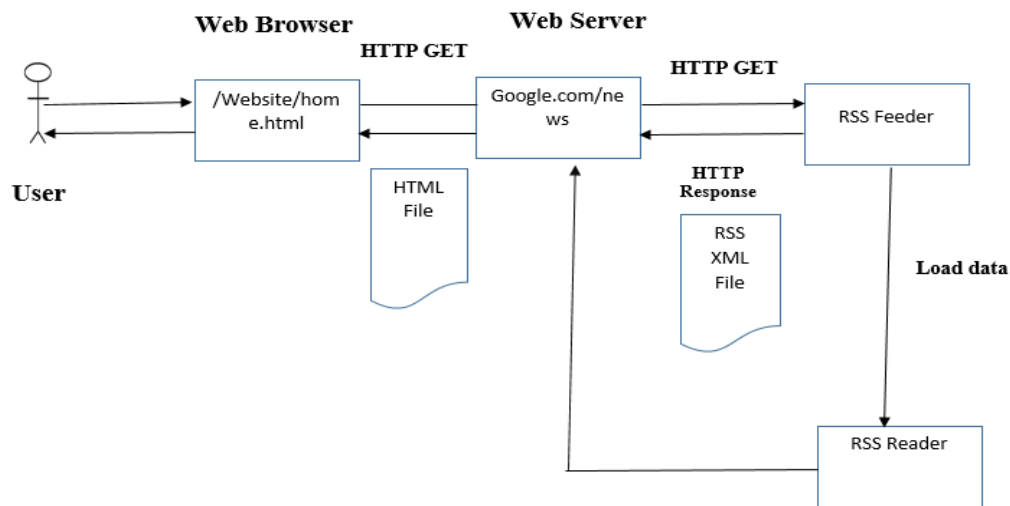 Web Browser
Web Server
HTTP GET
HTTP GET
/Website/hom
e.html
Google.com/ne
ws
RSS Feeder
User
HTML
File
HTTP
Response
RSS
XML
File
Load data
RSS Reader